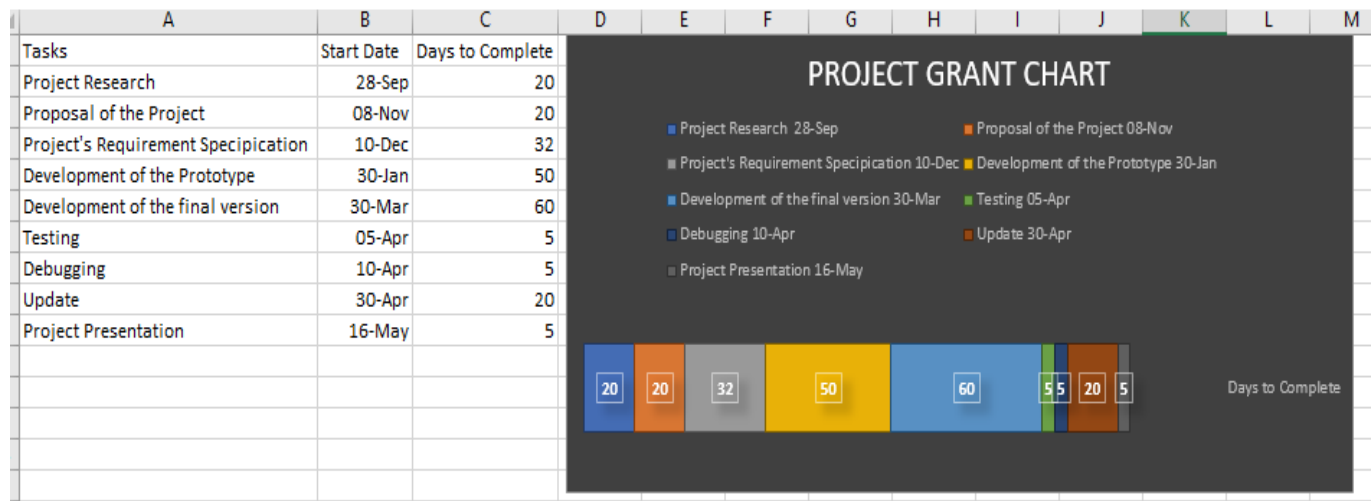 A B C D E F G H I J K L M
Tasks Start Date Days to Complete
Project Research 28-Sep 20
Proposal of the Project 08-Nov 20
Project's Requirement Specipication 10-Dec 32
Development of the Prototype 30-Jan 50
Development of the final version 30-Mar 60
Testing 05-Apr 5
Debugging 10-Apr 5
Update 30-Apr 20
Project Presentation 16-May 5
PROJECT GRANT CHART
Project Research 28-Sep Proposal of the Project 08-Nov
Project's Requirement Specipication 10-Dec Development of the Prototype 30-Jan
Development of the final version 30-Mar Testing 05-Apr
Debugging 10-Apr Update 30-Apr
Project Presentation 16-May
20 20 32 50 60 5 5 20 5 Days to Complete